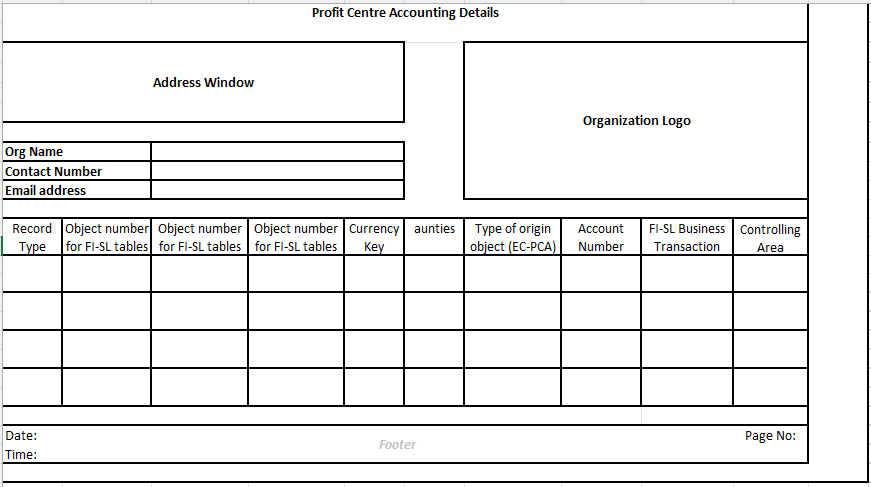 Profit Centre Accounting Details
Address Window
Organization Logo
Org Name
Contact Number
Email address
Record Object number Object number Object number Currency aunties Type of origin Account FI-SL Business Controlling
Type for FI-SL tables for FI-SL tables for FI-SL tables Key object (EC-PCA) Number Transaction Area
Date: Page No:
Footer
Time: